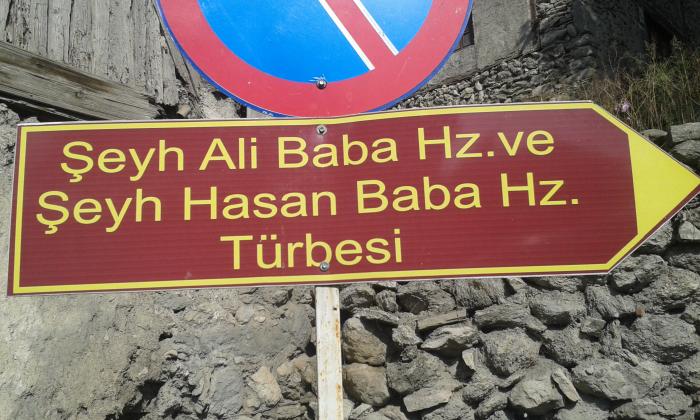 Şeyh Ali Baba Hz.ve
Şeyh Hasan Baba Hz.
Türbesi